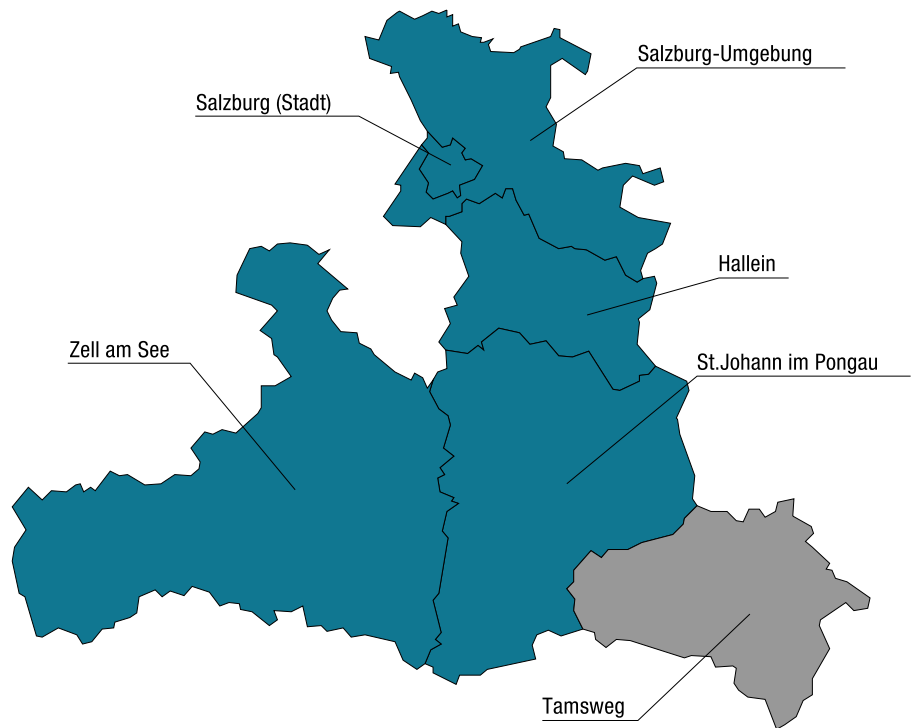 Salzburg-Umgebung
Salzburg (Stadt)
Hallein
Zell am See
St.Johann im Pongau
Tamsweg